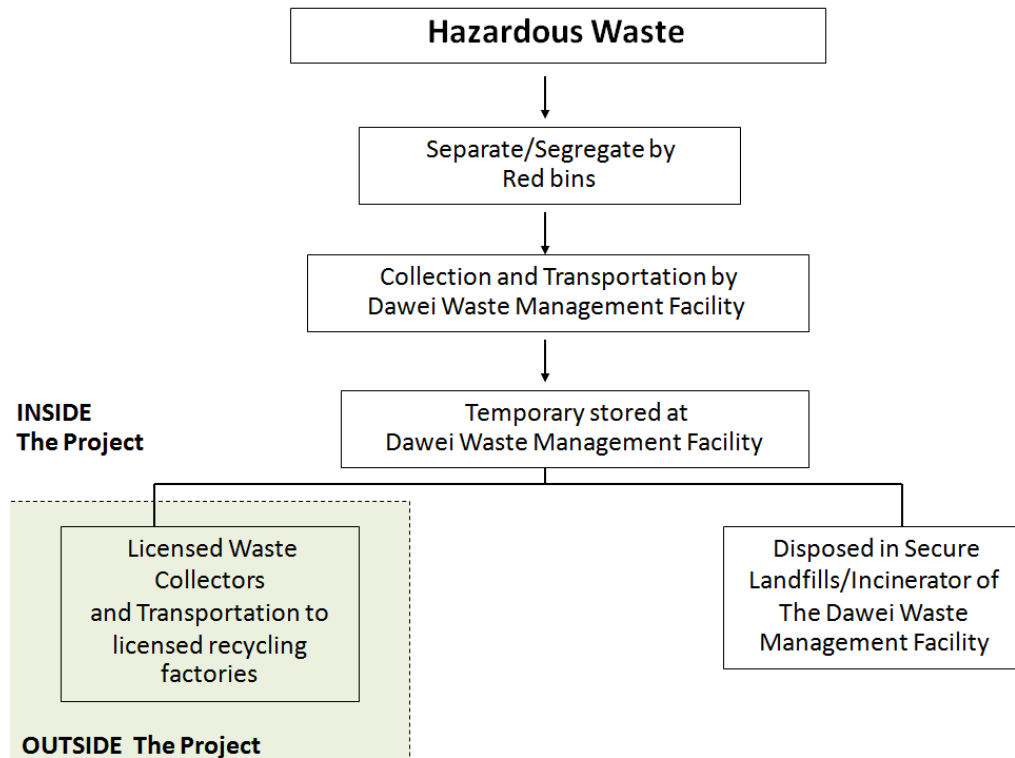 Hazardous Waste
Separate/Segregate by
Red bins
Collection and Transportation by
Dawei Waste Management Facility
INSIDE
The Project
Temporary stored at
Dawei Waste Management Facility
Licensed Waste
Collectors
and Transportation to
licensed recycling
factories
Disposed in Secure
Landfills/Incinerator of
The Dawei Waste
Management Facility
OUTSIDE The Project